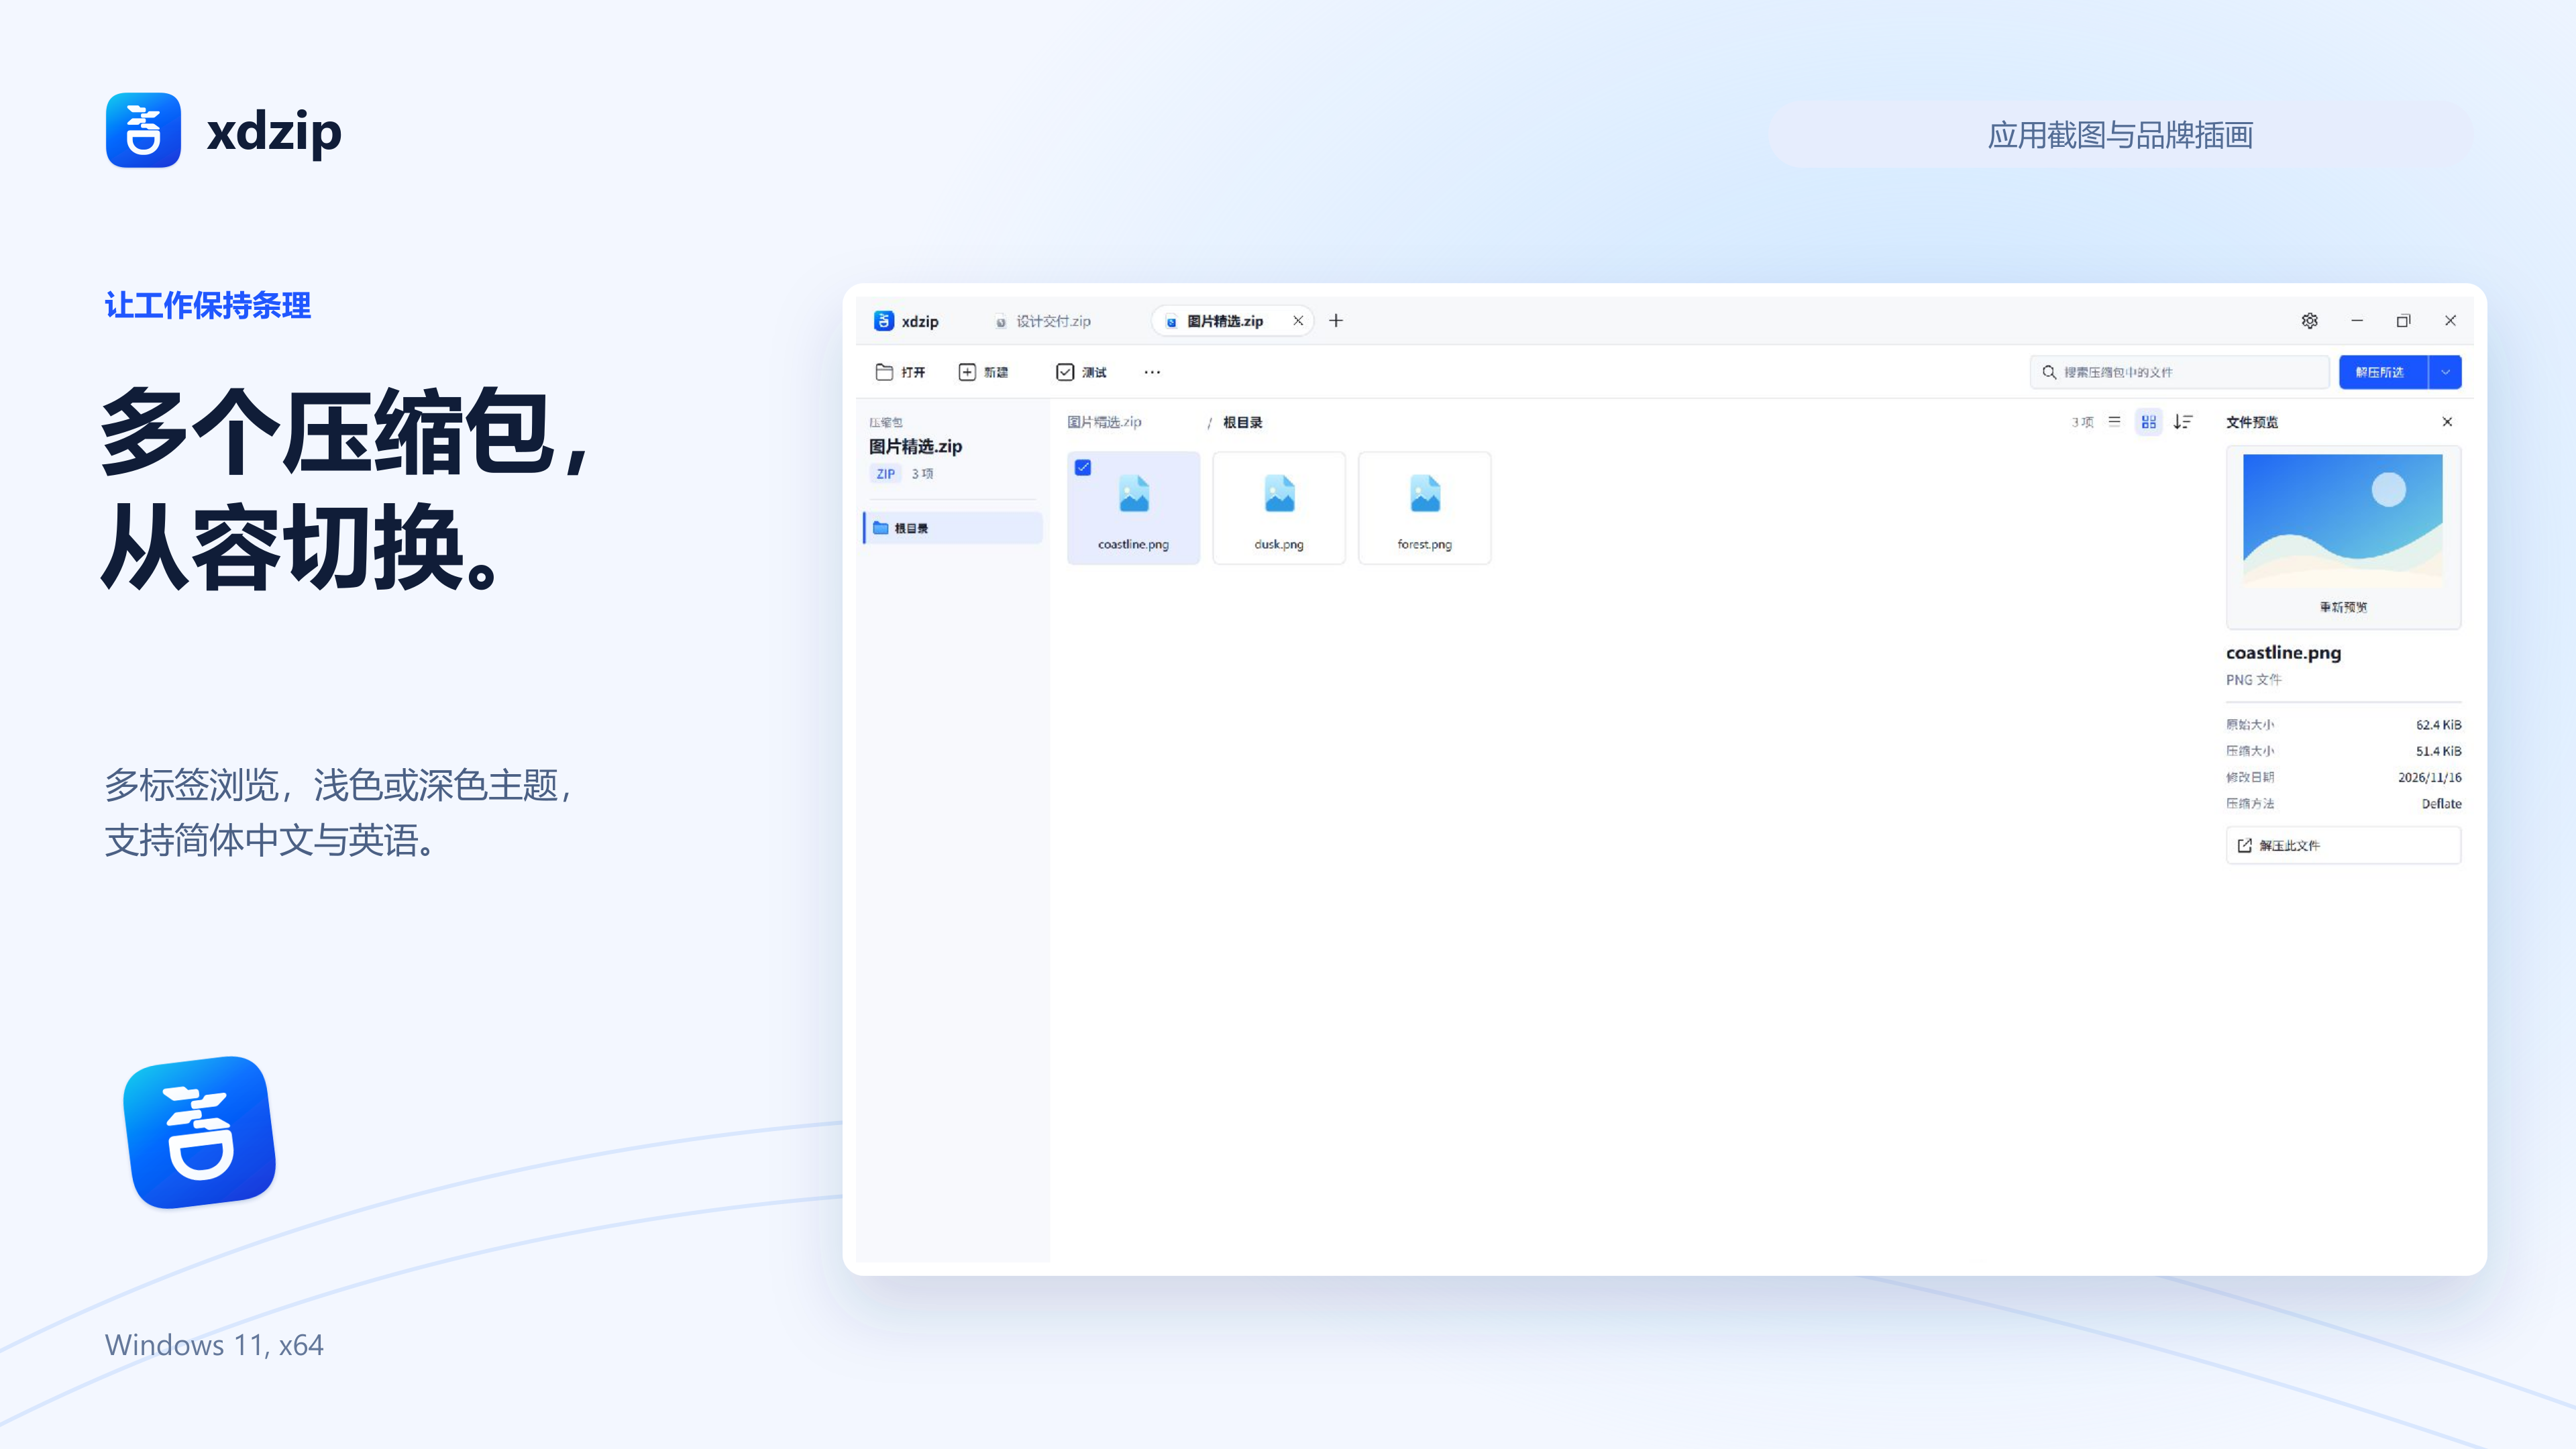 xdzip
应用截图与品牌插画
让工作保持条理
多个压缩包，
从容切换。
多标签浏览，浅色或深色主题，
支持简体中文与英语。
Windows 11, x64
xdzip
设计交付.zip
图片精选.zip
打开
新建
测试
搜索压缩包中的文件
解压所选
压缩包
图片精选.zip
ZIP 3 项
根目录
图片精选.zip / 根目录
3 项
coastline.png
dusk.png
forest.png
文件预览
重新预览
coastline.png
PNG 文件
原始大小 62.4 KiB
压缩大小 51.4 KiB
修改日期 2026/11/16
压缩方法 Deflate
解压此文件